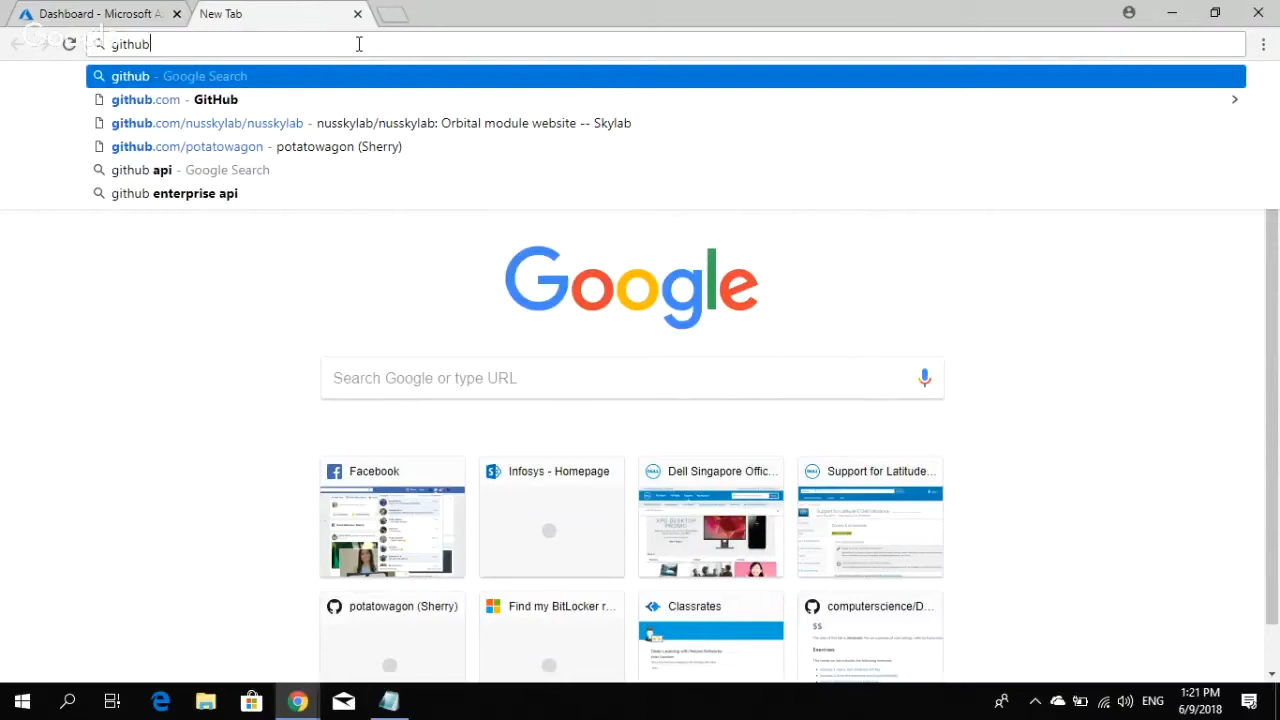 Dashboard - Microsoft A
New Tab
github
github - Google Search
github.com - GitHub
github.com/nusskylab/nusskylab - nusskylab/nusskylab: Orbital module website -- Skylab
github.com/potatowagon - potatowagon (Sherry)
github api - Google Search
github enterprise api
Google
Search Google or type URL
Facebook
Infosys - Homepage
Dell Singapore Offic...
Support for Latitude...
potatowagon (Sherry)
Find my BitLocker r...
Classrates
computerscience/D...
$$
Exercises
ENG
1:21 PM
6/9/2018